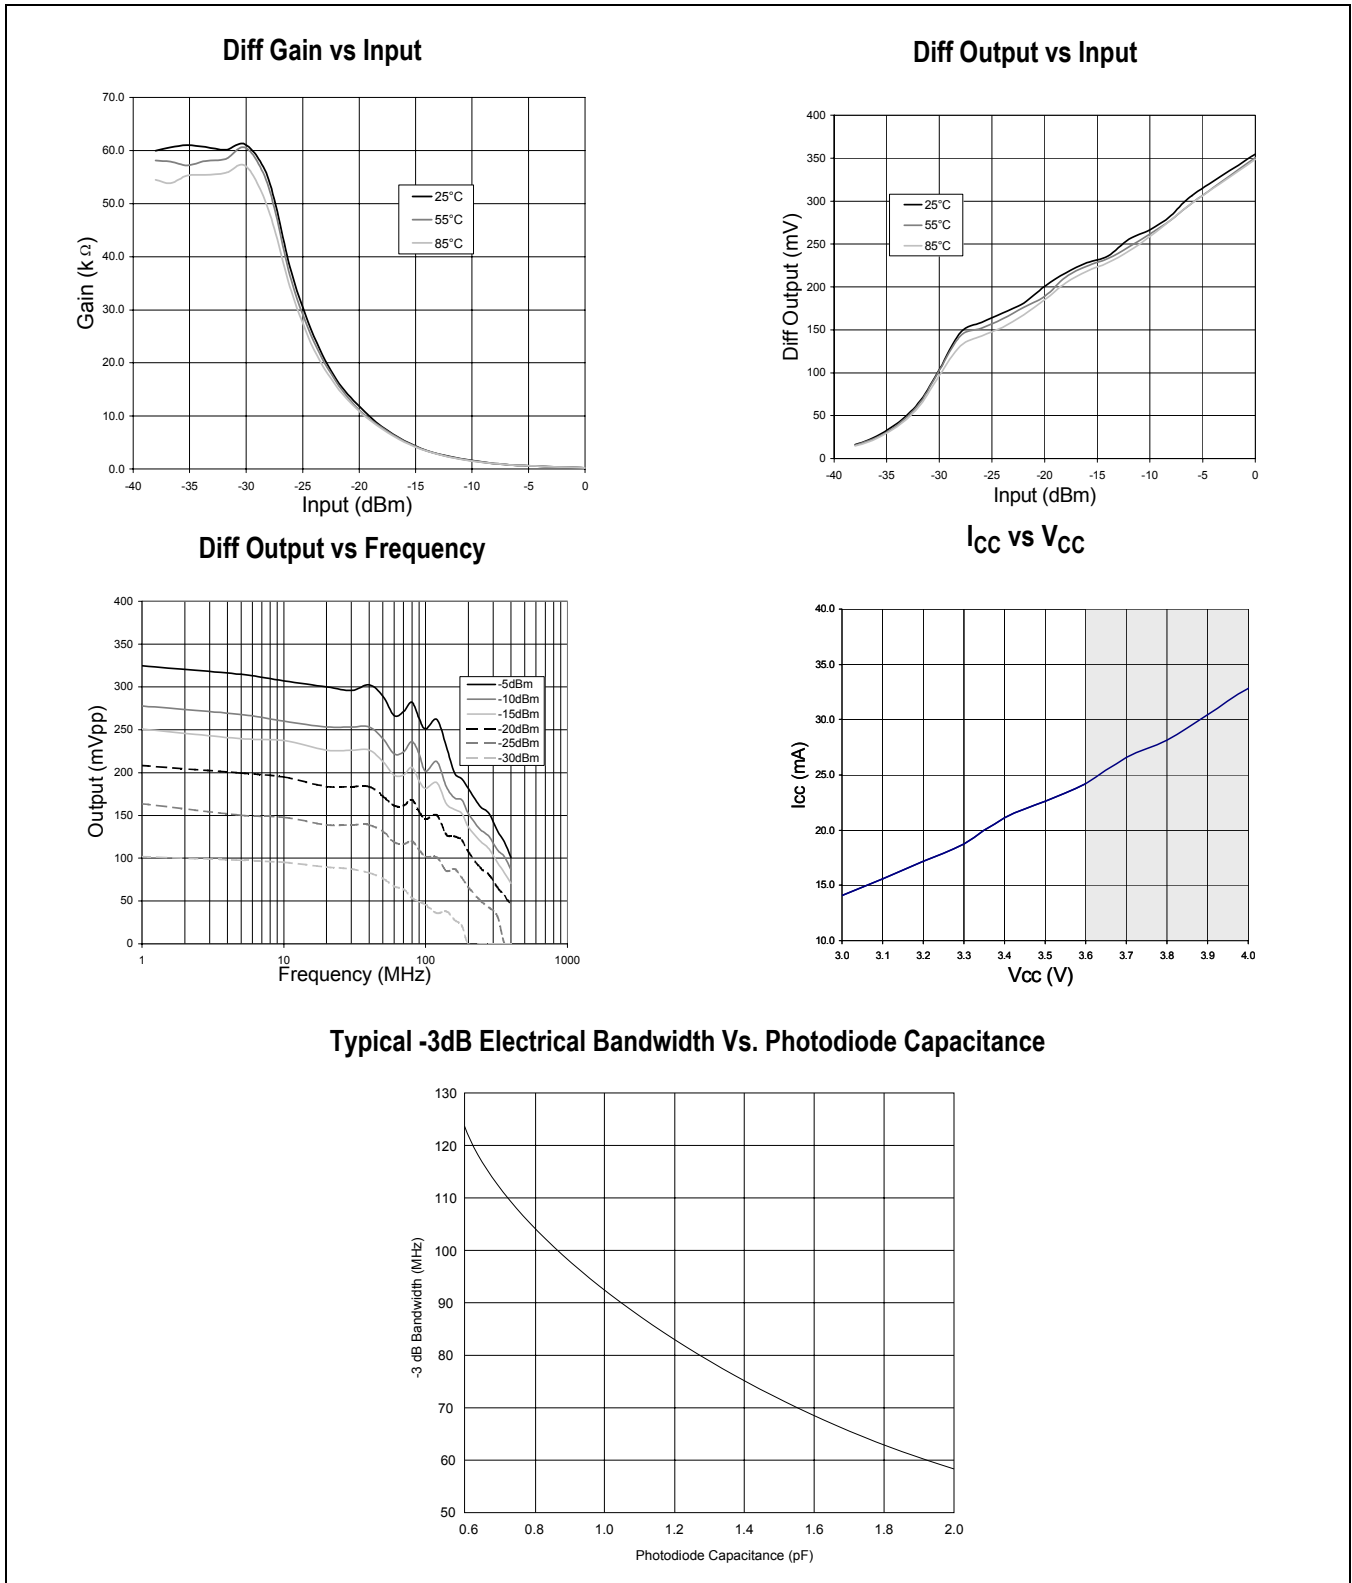 Diff Gain vs Input
70.0
60.0
50.0
40.0
30.0
20.0
10.0
0.0
Gain (kΩ)
25°C
55°C
85°C
-40 -35 -30 -25 -20 -15 -10 -5 0
Input (dBm)
Diff Output vs Input
400
350
300
250
200
150
100
50
0
Diff Output (mV)
25°C
55°C
85°C
-40 -35 -30 -25 -20 -15 -10 -5 0
Input (dBm)
Diff Output vs Frequency
400
350
300
250
200
150
100
50
0
Output (mVpp)
-5dBm
-10dBm
-15dBm
-20dBm
-25dBm
-30dBm
1 10 100 1000
Frequency (MHz)
ICC vs VCC
40.0
35.0
30.0
25.0
20.0
15.0
10.0
Icc (mA)
3.0 3.1 3.2 3.3 3.4 3.5 3.6 3.7 3.8 3.9 4.0
Vcc (V)
Typical -3dB Electrical Bandwidth Vs. Photodiode Capacitance
130
120
110
100
90
80
70
60
50
-3 dB Bandwidth (MHz)
0.6 0.8 1.0 1.2 1.4 1.6 1.8 2.0
Photodiode Capacitance (pF)